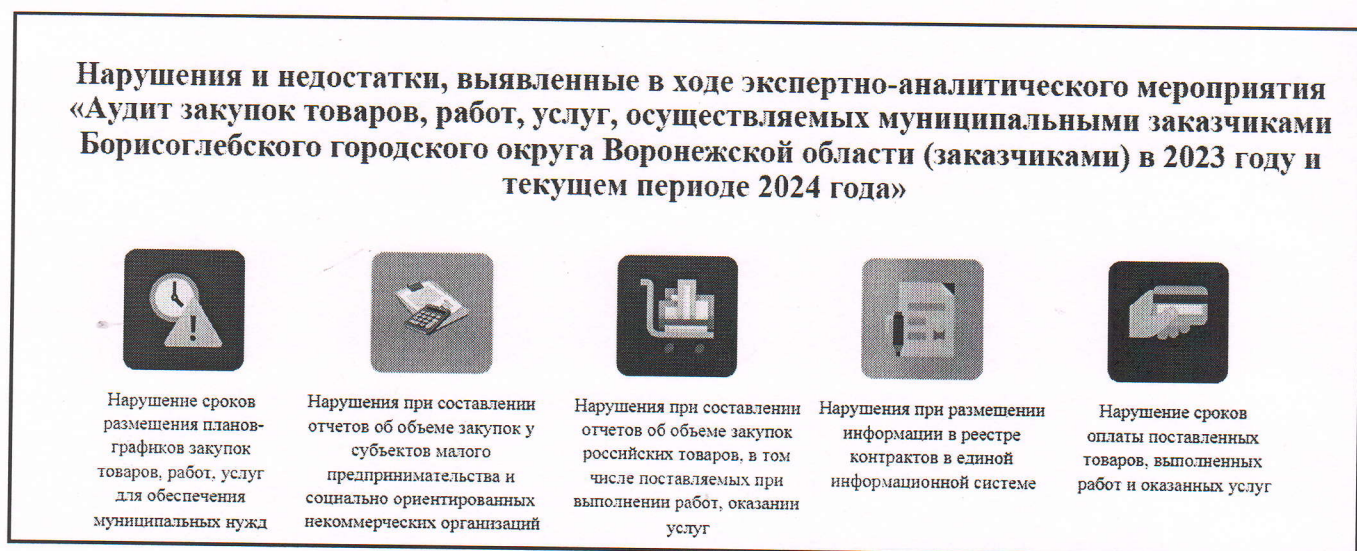 Нарушения и недостатки, выявленные в ходе экспертно-аналитического мероприятия
«Аудит закупок товаров, работ, услуг, осуществляемых муниципальными заказчиками
Борисоглебского городского округа Воронежской области (заказчиками) в 2023 году и
текущем периоде 2024 года»
Нарушение сроков
размещения планов-
графиков закупок
товаров, работ, услуг
для обеспечения
муниципальных нужд
Нарушения при составлении
отчетов об объеме закупок у
субъектов малого
предпринимательства и
социально ориентированных
некоммерческих организаций
Нарушения при составлении
отчетов об объеме закупок
российских товаров, в том
числе поставляемых при
выполнении работ, оказании
услуг
Нарушения при размещении
информации в реестре
контрактов в единой
информационной системе
Нарушение сроков
оплаты поставленных
товаров, выполненных
работ и оказанных услуг